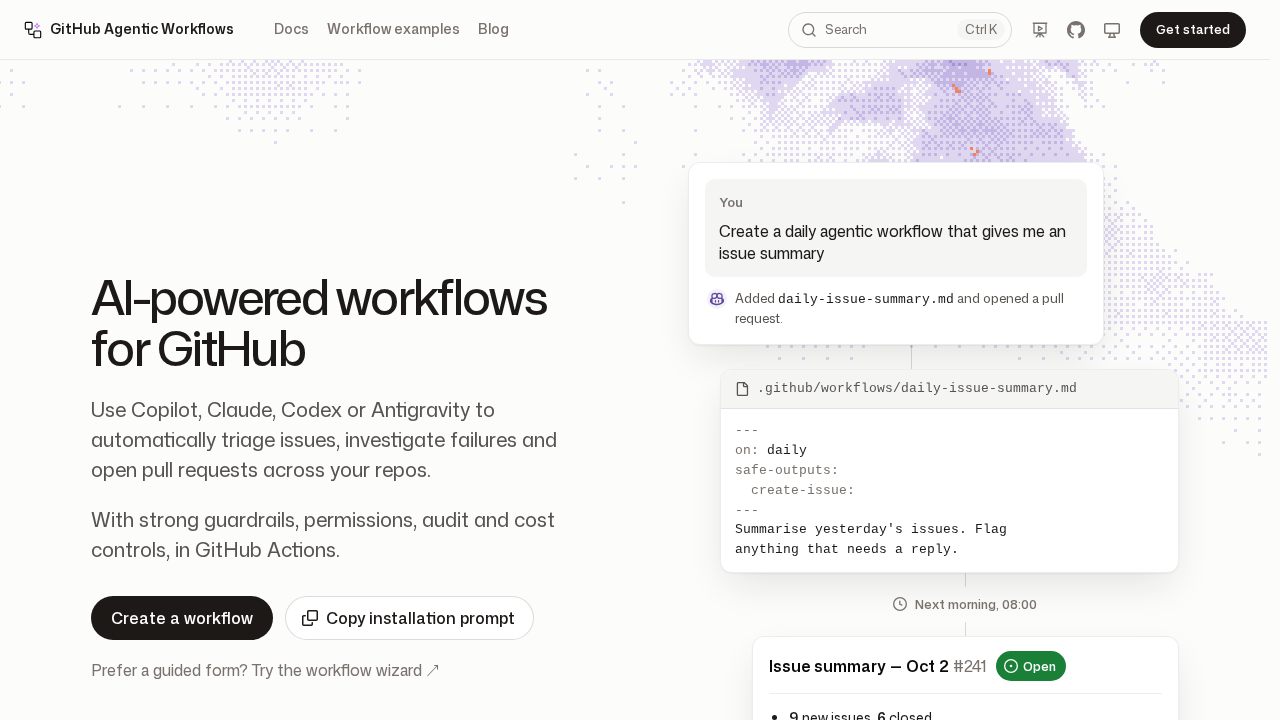 GitHub Agentic Workflows
Docs
Workflow examples
Blog
Search
Ctrl K
Get started
AI-powered workflows
for GitHub
Use Copilot, Claude, Codex or Antigravity to
automatically triage issues, investigate failures and
open pull requests across your repos.
With strong guardrails, permissions, audit and cost
controls, in GitHub Actions.
Create a workflow
Copy installation prompt
Prefer a guided form? Try the workflow wizard ↗
You
Create a daily agentic workflow that gives me an
issue summary
Added daily-issue-summary.md and opened a pull
request.
.github/workflows/daily-issue-summary.md
---
on: daily
safe-outputs:
  create-issue:
---
Summarise yesterday's issues. Flag
anything that needs a reply.
Next morning, 08:00
Issue summary — Oct 2 #241
Open
• 9 new issues, 6 closed